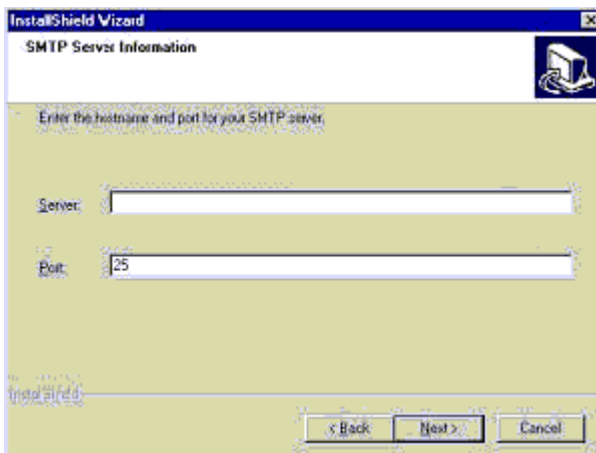 InstallShield Wizard
SMTP Server Information
Enter the hostname and port for your SMTP server.
Server:
Port:
25
InstallShield
< Back
Next >
Cancel